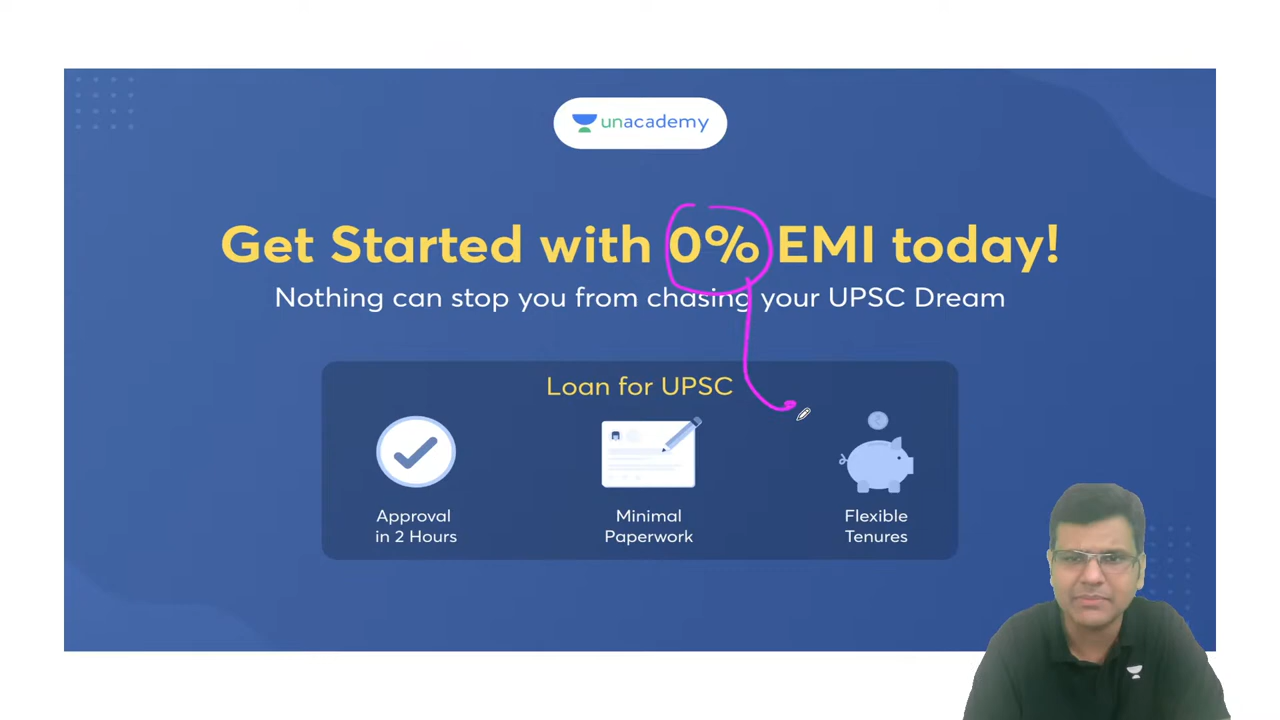 unacademy
Get Started with 0% EMI today!
Nothing can stop you from chasing your UPSC Dream
Loan for UPSC
Approval
in 2 Hours
Minimal
Paperwork
Flexible
Tenures